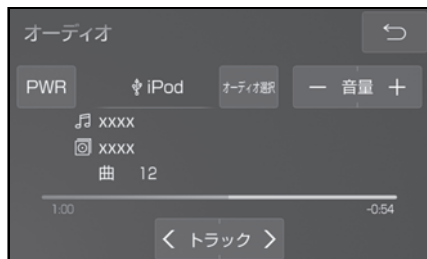 オーディオ
PWR iPod オーディオ選択 － 音量 ＋
xxxx
xxxx
曲 12
1:00 -0:54
＜ トラック ＞